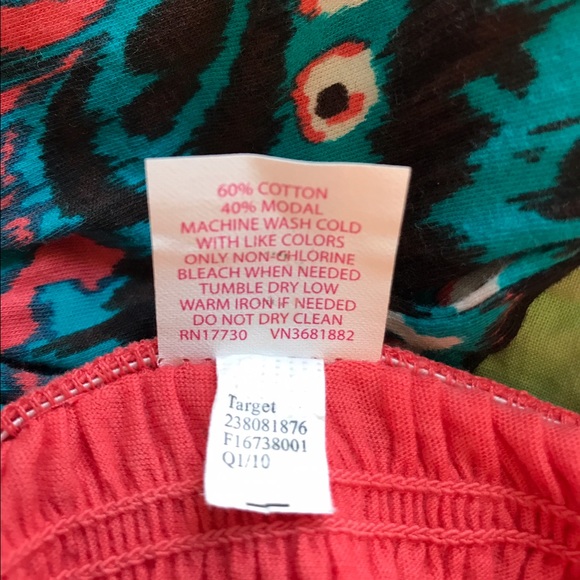 60% COTTON
40% MODAL
MACHINE WASH COLD
WITH LIKE COLORS
ONLY NON-CHLORINE
BLEACH WHEN NEEDED
TUMBLE DRY LOW
WARM IRON IF NEEDED
DO NOT DRY CLEAN
RN17730 VN3681882
Target
238081876
F16738001
Q1/10